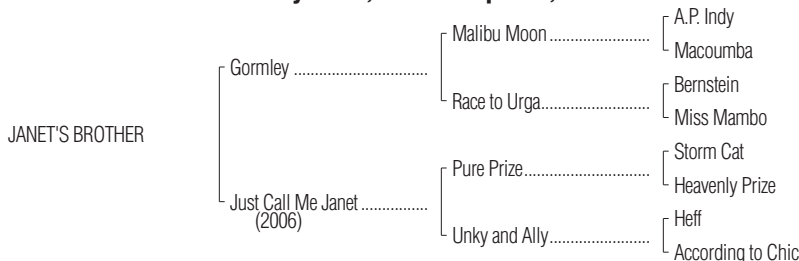 A.P. Indy
Malibu Moon
Macoumba
Gormley
Bernstein
Race to Urga
Miss Mambo
JANET'S BROTHER
Storm Cat
Pure Prize
Heavenly Prize
Just Call Me Janet
(2006)
Heff
Unky and Ally
According to Chic